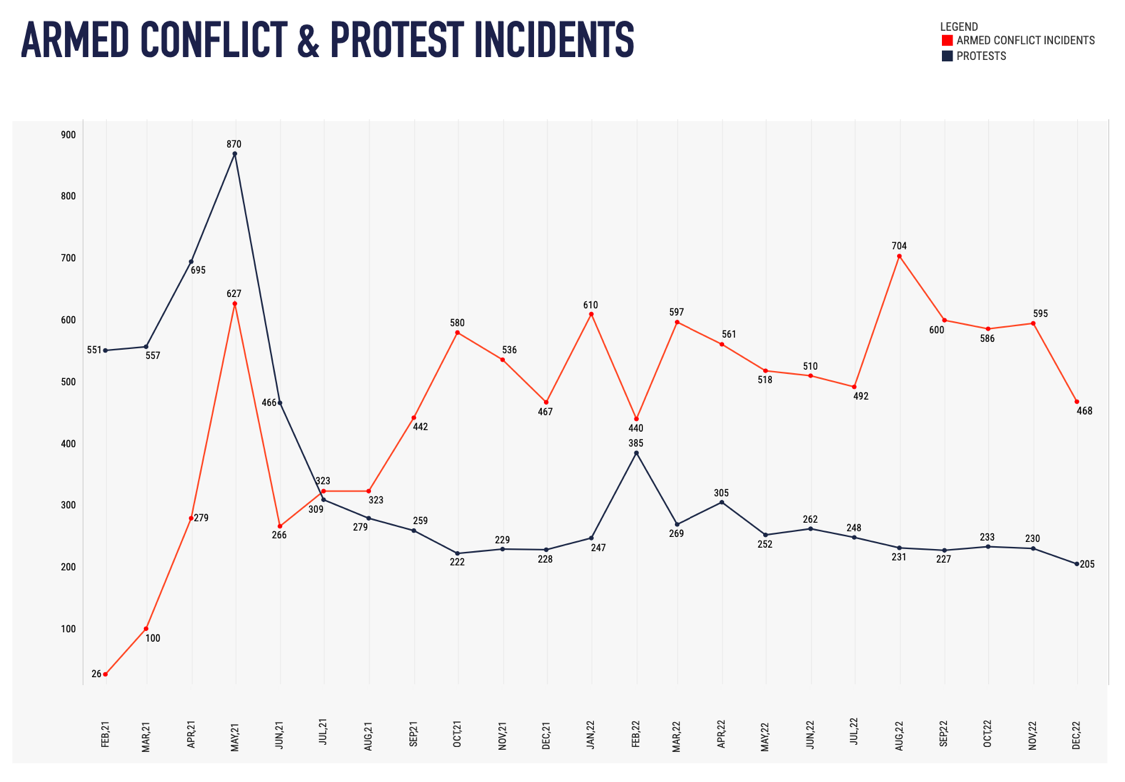 ARMED CONFLICT & PROTEST INCIDENTS
LEGEND
ARMED CONFLICT INCIDENTS
PROTESTS
900
800
700
600
500
400
300
200
100
551
557
695
870
466
309
279
259
222
229
228
247
385
269
305
252
262
248
231
227
233
230
205
26
100
279
627
266
323
323
442
580
536
467
610
440
597
561
518
510
492
704
600
586
595
468
FEB,21
MAR,21
APR,21
MAY,21
JUN,21
JUL,21
AUG,21
SEP,21
OCT,21
NOV,21
DEC,21
JAN,22
FEB,22
MAR,22
APR,22
MAY,22
JUN,22
JUL,22
AUG,22
SEP,22
OCT,22
NOV,22
DEC,22